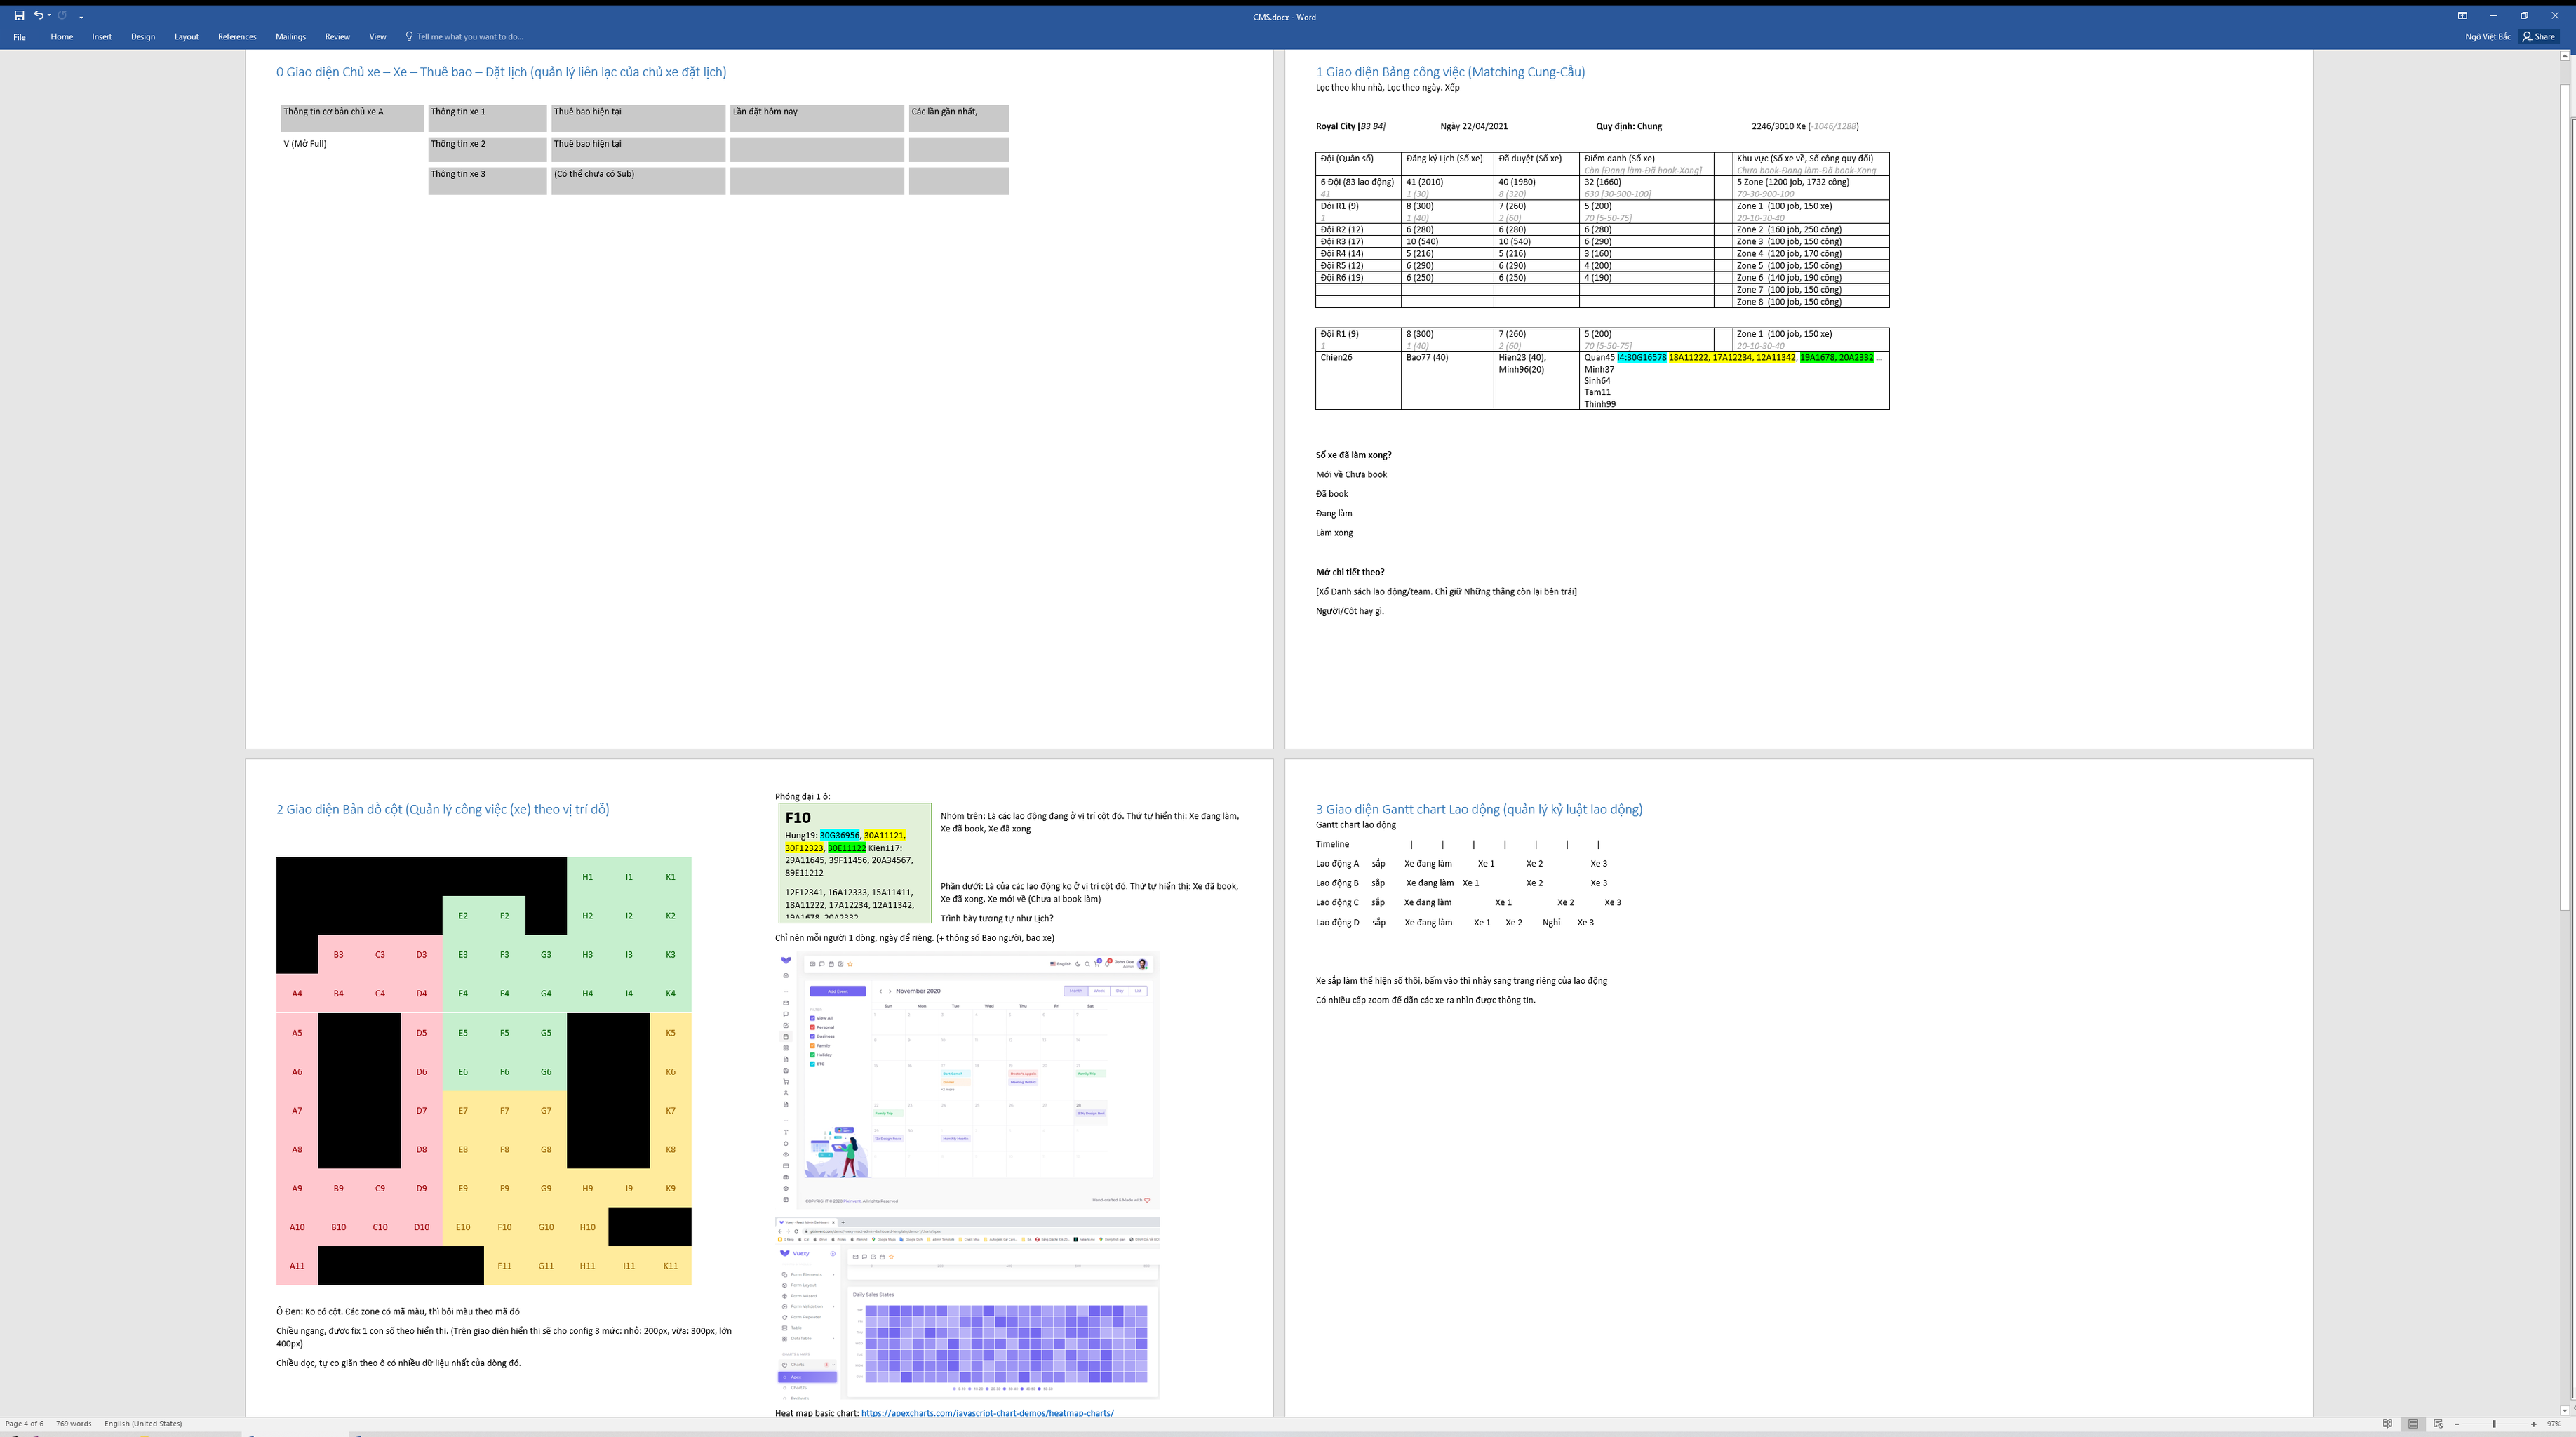 CMS.docx - Word
File Home Insert Design Layout References Mailings Review View Tell me what you want to do...
Ngô Việt Bắc Share
0 Giao diện Chủ xe – Xe – Thuê bao – Đặt lịch (quản lý liên lạc của chủ xe đặt lịch)
Thông tin cơ bản chủ xe A Thông tin xe 1 Thuê bao hiện tại Lần đặt hôm nay Các lần gần nhất,
V (Mở Full) Thông tin xe 2 Thuê bao hiện tại
Thông tin xe 3 (Có thể chưa có Sub)
1 Giao diện Bảng công việc (Matching Cung-Cầu)
Lọc theo khu nhà, Lọc theo ngày. Xếp
Royal City [B3 B4] Ngày 22/04/2021 Quy định: Chung 2246/3010 Xe (-1046/1288)
Đội (Quân số) Đăng ký Lịch (Số xe) Đã duyệt (Số xe) Điểm danh (Số xe) Khu vực (Số xe về, Số công quy đổi)
Còn [Đang làm-Đã book-Xong] Chưa book-Đang làm-Đã book-Xong
6 Đội (83 lao động) 41 (2010) 40 (1980) 32 (1660) 5 Zone (1200 job, 1732 công)
41 1 (30) 8 (320) 630 [30-900-100] 70-30-900-100
Đội R1 (9) 8 (300) 7 (260) 5 (200) Zone 1 (100 job, 150 xe)
1 1 (40) 2 (60) 70 [5-50-75] 20-10-30-40
Đội R2 (12) 6 (280) 6 (280) 6 (280) Zone 2 (160 job, 250 công)
Đội R3 (17) 10 (540) 10 (540) 6 (290) Zone 3 (100 job, 150 công)
Đội R4 (14) 5 (216) 5 (216) 3 (160) Zone 4 (120 job, 170 công)
Đội R5 (12) 6 (290) 6 (290) 4 (200) Zone 5 (100 job, 150 công)
Đội R6 (19) 6 (250) 6 (250) 4 (190) Zone 6 (140 job, 190 công)
Zone 7 (100 job, 150 công)
Zone 8 (100 job, 150 công)
Đội R1 (9) 8 (300) 7 (260) 5 (200) Zone 1 (100 job, 150 xe)
1 1 (40) 2 (60) 70 [5-50-75] 20-10-30-40
Chien26 Bao77 (40) Hien23 (40), Quan45 I4:30G16578 18A11222, 17A12234, 12A11342, 19A1678, 20A2332 ...
Minh96(20) Minh37
Sinh64
Tam11
Thinh99
Số xe đã làm xong?
Mới về Chưa book
Đã book
Đang làm
Làm xong
Mở chi tiết theo?
[Xổ Danh sách lao động/team. Chỉ giữ Những thằng còn lại bên trái]
Người/Cột hay gì.
2 Giao diện Bản đồ cột (Quản lý công việc (xe) theo vị trí đỗ)
H1 I1 K1
E2 F2 H2 I2 K2
B3 C3 D3 E3 F3 G3 H3 I3 K3
A4 B4 C4 D4 E4 F4 G4 H4 I4 K4
A5 D5 E5 F5 G5 K5
A6 D6 E6 F6 G6 K6
A7 D7 E7 F7 G7 K7
A8 D8 E8 F8 G8 K8
A9 B9 C9 D9 E9 F9 G9 H9 I9 K9
A10 B10 C10 D10 E10 F10 G10 H10
A11 F11 G11 H11 I11 K11
Ô Đen: Ko có cột. Các zone có mã màu, thì bôi màu theo mã đó
Chiều ngang, được fix 1 con số theo hiển thị. (Trên giao diện hiển thị sẽ cho config 3 mức: nhỏ: 200px, vừa: 300px, lớn
400px)
Chiều dọc, tự co giãn theo ô có nhiều dữ liệu nhất của dòng đó.
Phóng đại 1 ô:
F10
Hung19: 30G36956, 30A11121,
30F12323, 30E11122 Kien117:
29A11645, 39F11456, 20A34567,
89E11212
12F12341, 16A12333, 15A11411,
18A11222, 17A12234, 12A11342,
19A1678, 20A2332
Nhóm trên: Là các lao động đang ở vị trí cột đó. Thứ tự hiển thị: Xe đang làm,
Xe đã book, Xe đã xong
Phần dưới: Là của các lao động ko ở vị trí cột đó. Thứ tự hiển thị: Xe đã book,
Xe đã xong, Xe mới về (Chưa ai book làm)
Trình bày tương tự như Lịch?
Chỉ nên mỗi người 1 dòng, ngày để riêng. (+ thông số Bao người, bao xe)
English John Doe
Add Event November 2020 Month Week Day List
Sun Mon Tue Wed Thu Fri Sat
View All
Personal
Business
Family
Holiday
ETC
Vuexy
Form Elements
Form Layout
Form Wizard
Form Validation
Form Repeater
Table
DataTable
Charts
Apex
ChartJS
Daily Sales States
Heat map basic chart: https://apexcharts.com/javascript-chart-demos/heatmap-charts/
3 Giao diện Gantt chart Lao động (quản lý kỷ luật lao động)
Gantt chart lao động
Timeline | | | | | | |
Lao động A sắp Xe đang làm Xe 1 Xe 2 Xe 3
Lao động B sắp Xe đang làm Xe 1 Xe 2 Xe 3
Lao động C sắp Xe đang làm Xe 1 Xe 2 Xe 3
Lao động D sắp Xe đang làm Xe 1 Xe 2 Nghỉ Xe 3
Xe sắp làm thể hiện số thôi, bấm vào thì nhảy sang trang riêng của lao động
Có nhiều cấp zoom để dãn các xe ra nhìn được thông tin.
Page 4 of 6 769 words English (United States) 97%